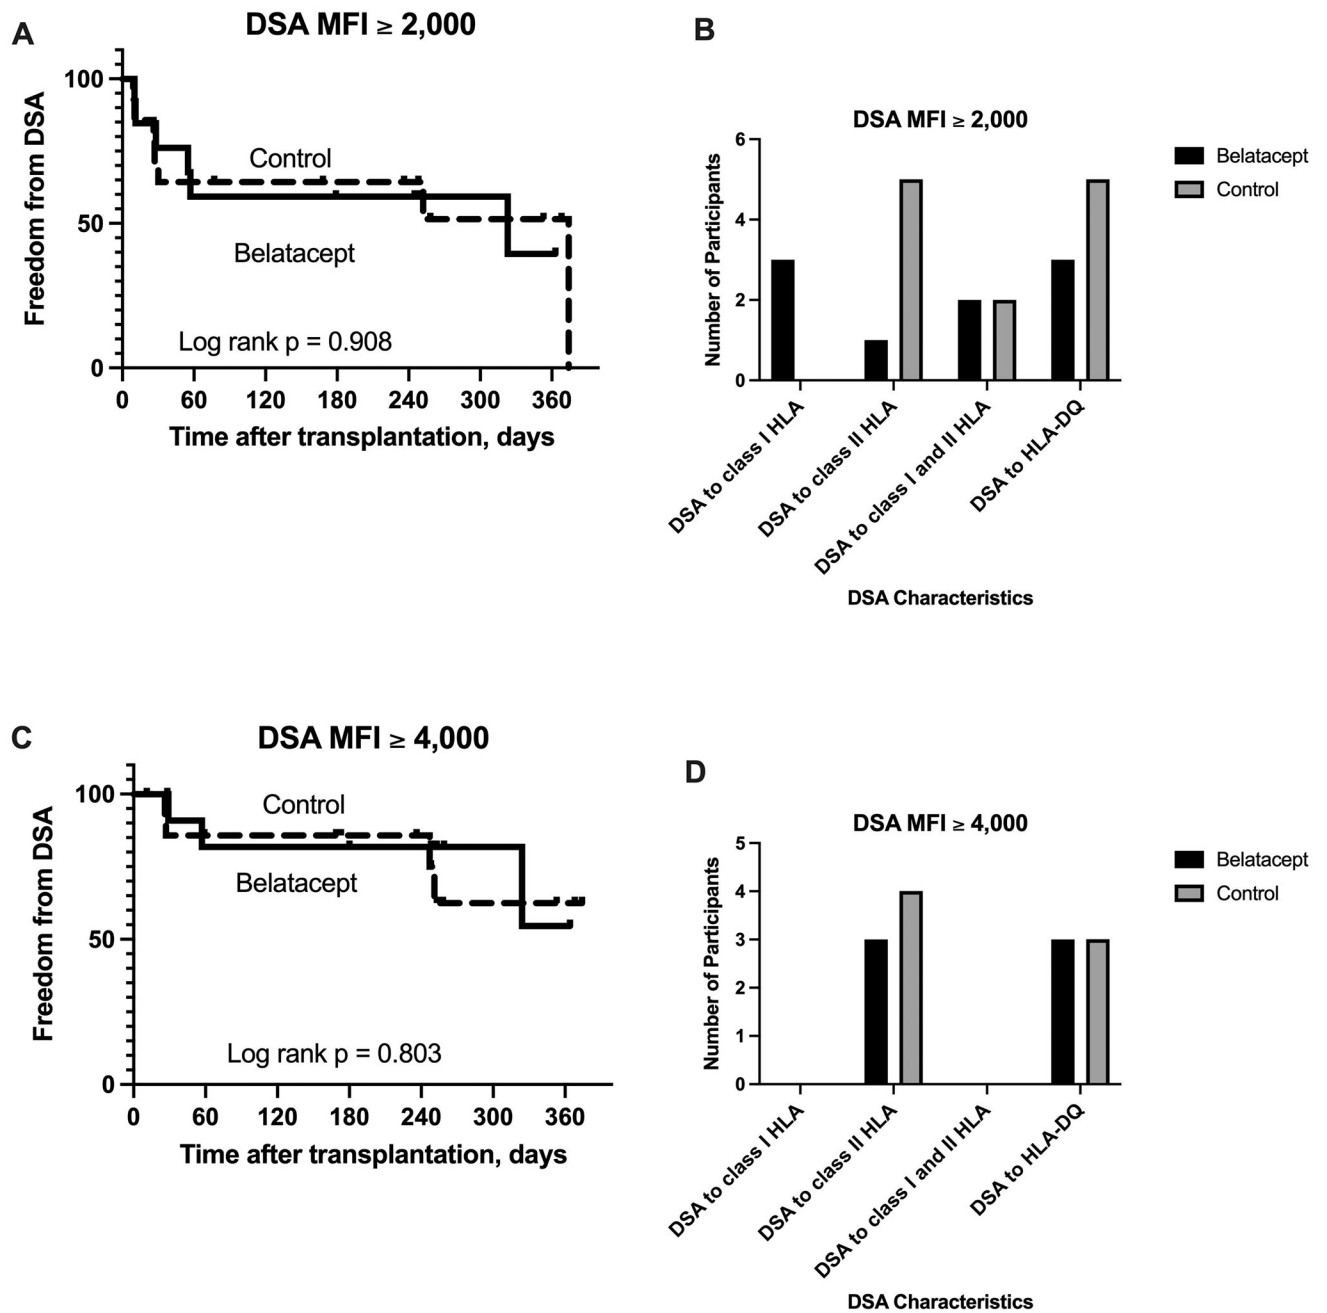 A
DSA MFI ≥ 2,000
Freedom from DSA
100
50
0
Control
Belatacept
Log rank p = 0.908
0 60 120 180 240 300 360
Time after transplantation, days
B
DSA MFI ≥ 2,000
Number of Participants
6
4
2
0
Belatacept
Control
DSA to class I HLA
DSA to class II HLA
DSA to class I and II HLA
DSA to HLA-DQ
DSA Characteristics
C
DSA MFI ≥ 4,000
Freedom from DSA
100
50
0
Control
Belatacept
Log rank p = 0.803
0 60 120 180 240 300 360
Time after transplantation, days
D
DSA MFI ≥ 4,000
Number of Participants
5
4
3
2
1
0
Belatacept
Control
DSA to class I HLA
DSA to class II HLA
DSA to class I and II HLA
DSA to HLA-DQ
DSA Characteristics